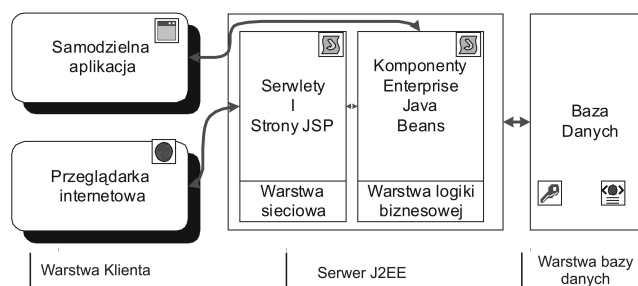 Samodzielna
aplikacja
Przeglądarka
internetowa
Serwlety
I
Strony JSP
Warstwa
sieciowa
Komponenty
Enterprise
Java
Beans
Warstwa logiki
biznesowej
Baza
Danych
Warstwa Klienta
Serwer J2EE
Warstwa bazy
danych